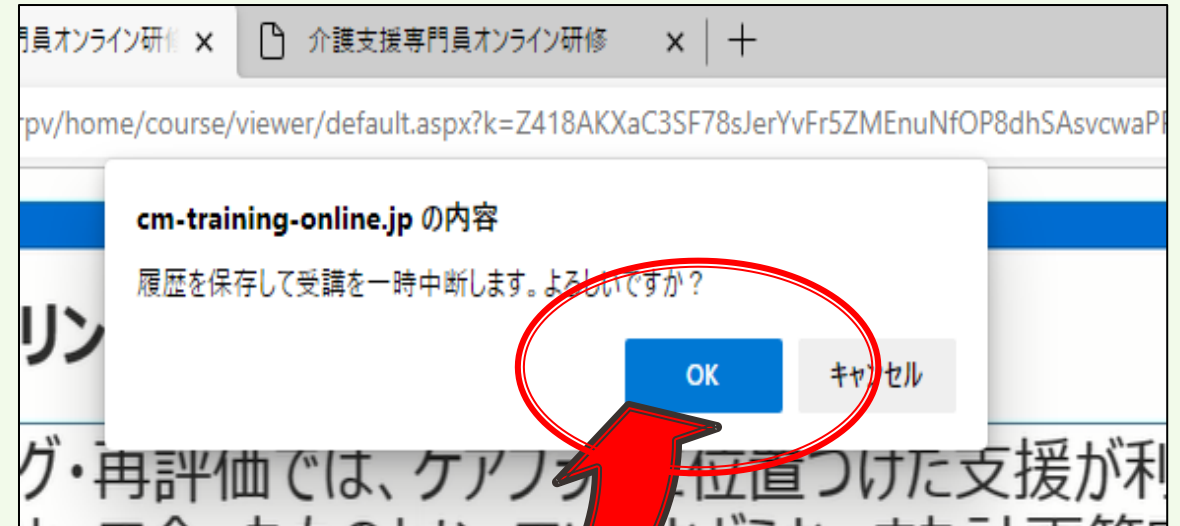 門員オンライン研修
介護支援専門員オンライン研修
rpv/home/course/viewer/default.aspx?k=Z418AKXaC3SF78sJerYvFr5ZMEnuNfOP8dhSAsvcwaP
cm-training-online.jp の内容
履歴を保存して受講を一時中断します。よろしいですか？
OK
キャンセル
リン
グ・再評価では、ケアプ
位置づけた支援が利